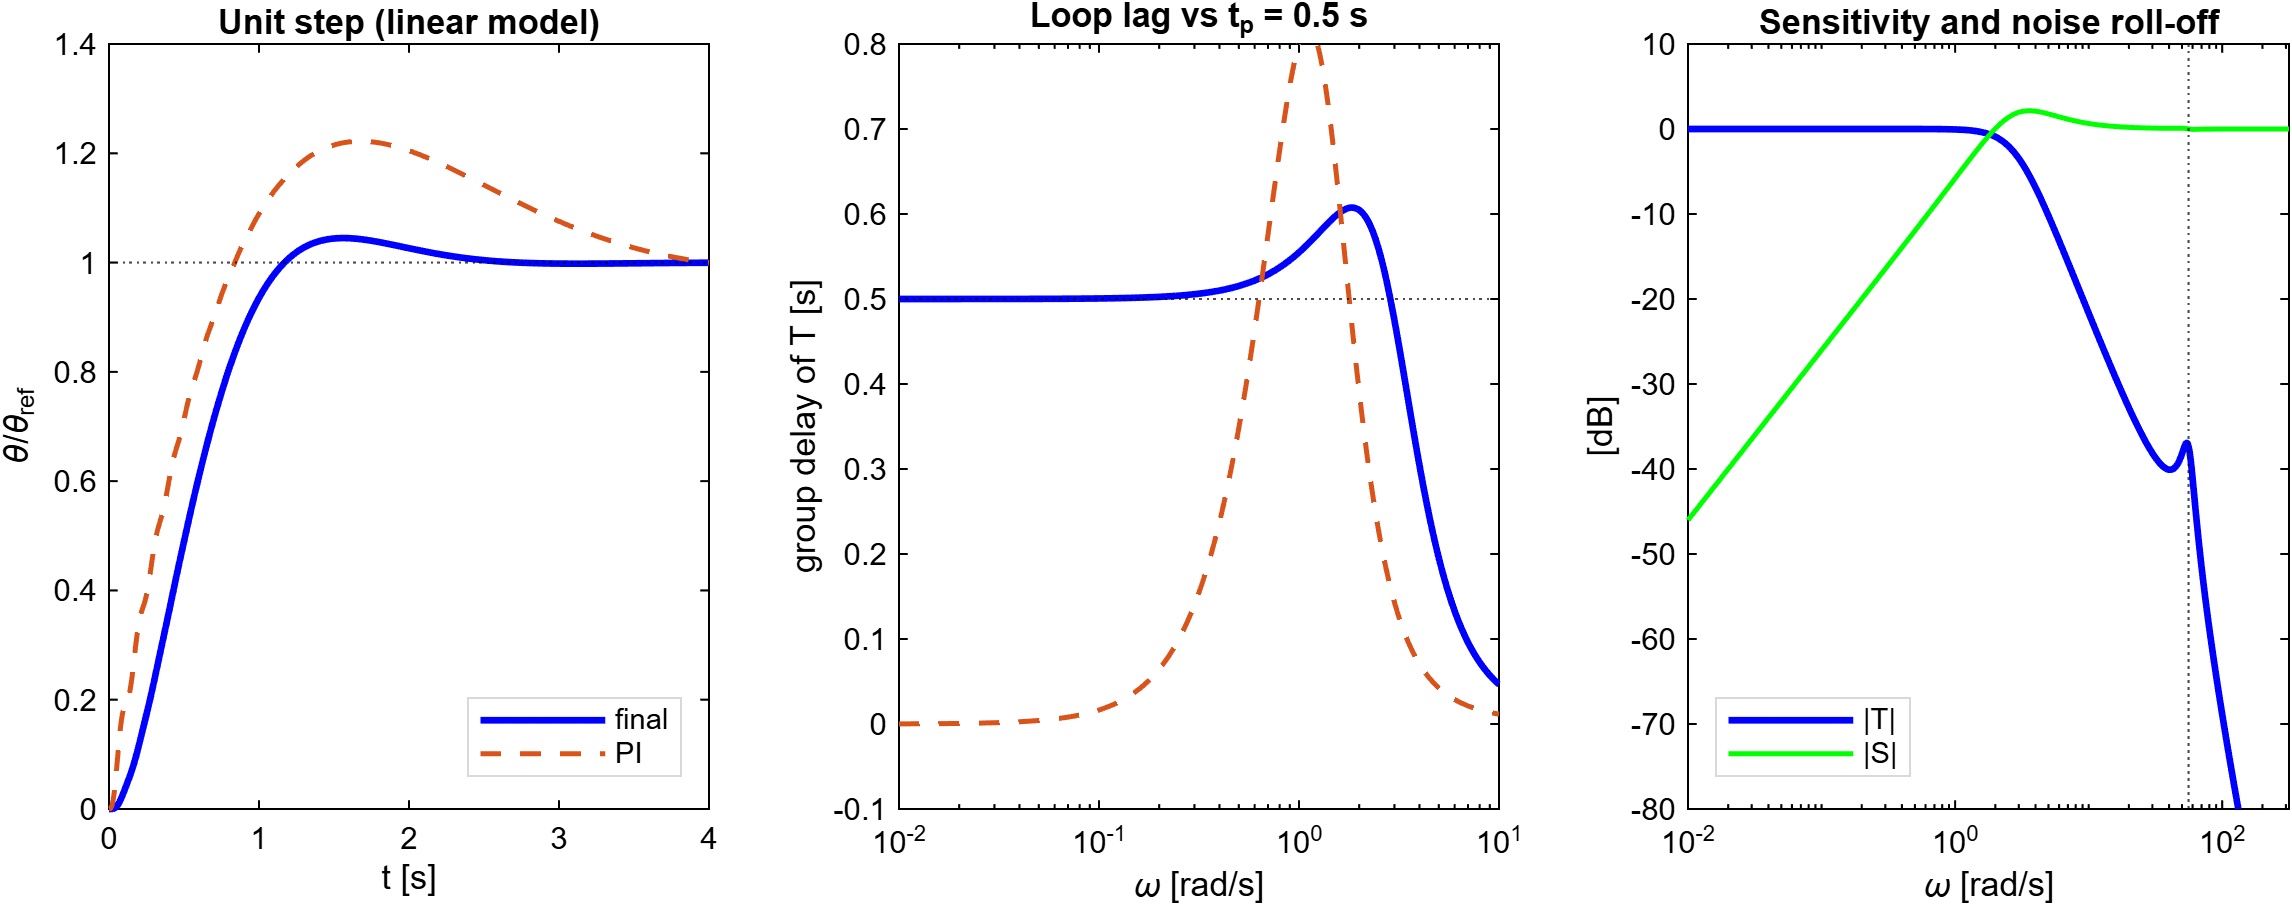 Unit step (linear model)
1.4
1.2
1
0.8
0.6
0.4
0.2
0
θ/θref
0 1 2 3 4
t [s]
final
PI
Loop lag vs tp = 0.5 s
0.8
0.7
0.6
0.5
0.4
0.3
0.2
0.1
0
-0.1
group delay of T [s]
10-2 10-1 100 101
ω [rad/s]
Sensitivity and noise roll-off
10
0
-10
-20
-30
-40
-50
-60
-70
-80
[dB]
10-2 100 102
ω [rad/s]
|T|
|S|